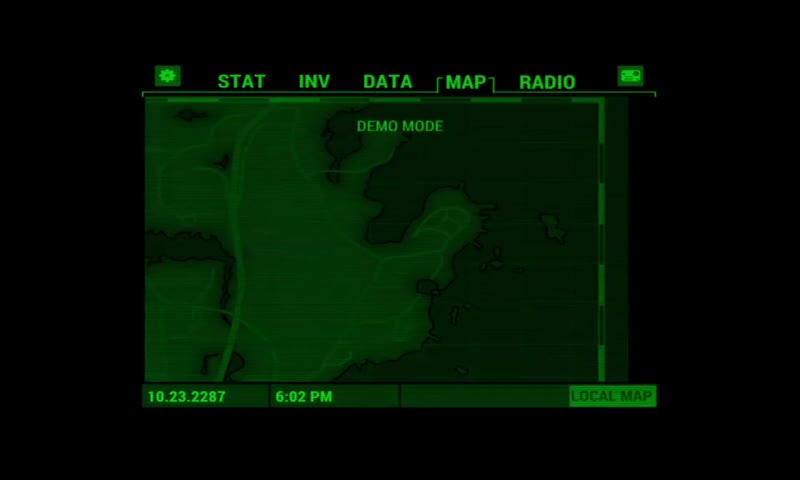 STAT INV DATA MAP RADIO
DEMO MODE
10.23.2287 6:02 PM LOCAL MAP